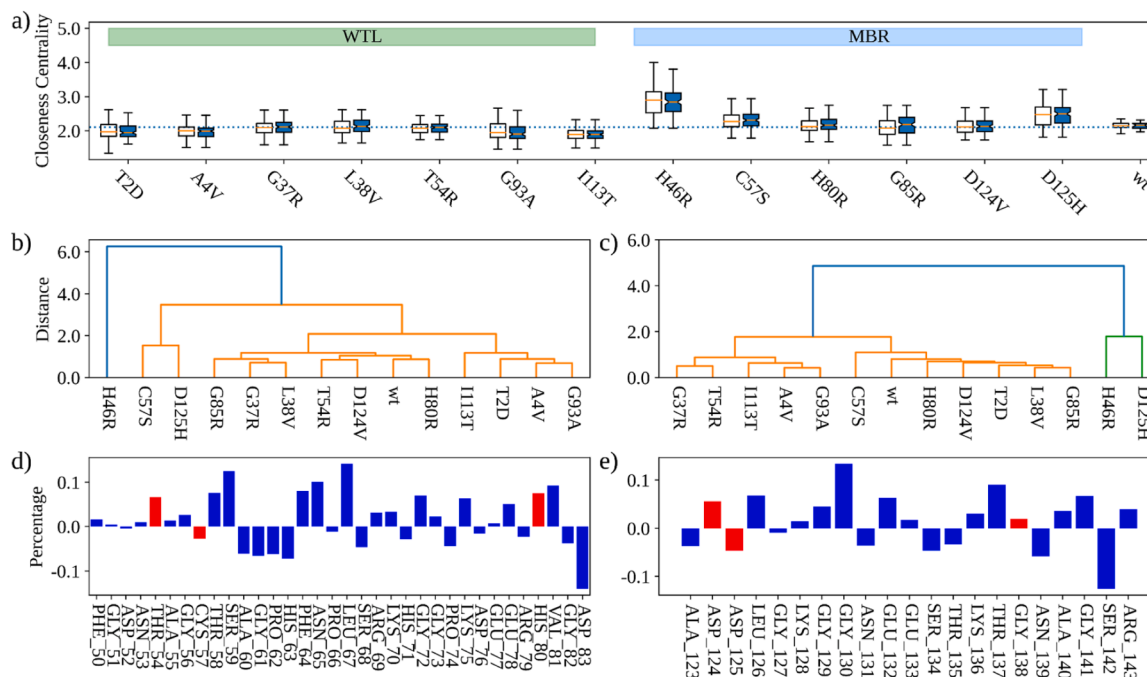 a)
Closeness Centrality
5.0
4.0
3.0
2.0
WTL
MBR
T2D
A4V
G37R
L38V
T54R
G93A
I113T
H46R
C57S
H80R
G85R
D124V
D125H
wt
b)
Distance
6.0
4.0
2.0
0.0
H46R
C57S
D125H
G85R
G37R
L38V
T54R
D124V
wt
H80R
I113T
T2D
A4V
G93A
c)
6.0
4.0
2.0
0.0
G37R
T54R
I113T
A4V
G93A
C57S
wt
H80R
D124V
T2D
L38V
G85R
H46R
D125H
d)
Percentage
0.1
0.0
-0.1
PHE_50
GLY_51
ASP_52
ASN_53
THR_54
ALA_55
GLY_56
CYS_57
THR_58
SER_59
ALA_60
GLY_61
PRO_62
HIS_63
PHE_64
ASN_65
PRO_66
LEU_67
SER_68
ARG_69
LYS_70
HIS_71
GLY_72
GLY_73
PRO_74
LYS_75
ASP_76
GLU_77
GLU_78
ARG_79
HIS_80
VAL_81
GLY_82
ASP_83
e)
0.1
0.0
-0.1
ALA_123
ASP_124
ASP_125
LEU_126
GLY_127
LYS_128
GLY_129
GLY_130
ASN_131
GLU_132
GLU_133
SER_134
THR_135
LYS_136
THR_137
GLY_138
ASN_139
ALA_140
GLY_141
SER_142
ARG_143